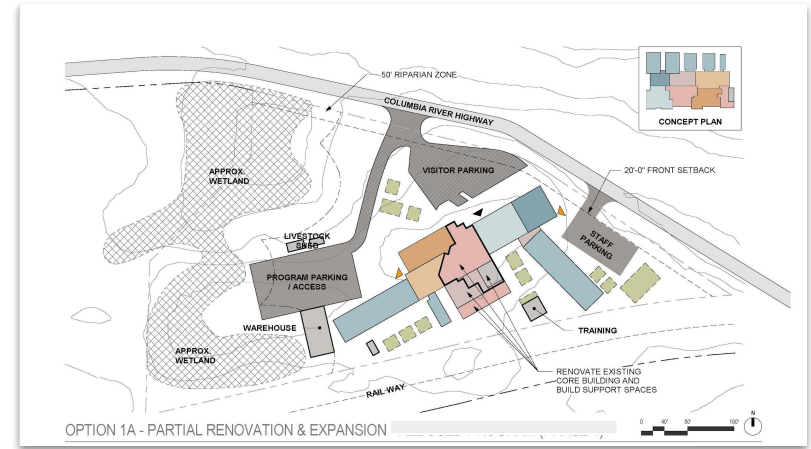 50' RIPARIAN ZONE
COLUMBIA RIVER HIGHWAY
CONCEPT PLAN
APPROX.
WETLAND
VISITOR PARKING
20'-0" FRONT SETBACK
STAFF
PARKING
LIVESTOCK
SHED
PROGRAM PARKING
/ ACCESS
WAREHOUSE
TRAINING
APPROX.
WETLAND
RAIL WAY
RENOVATE EXISTING
CORE BUILDING AND
BUILD SUPPORT SPACES
OPTION 1A - PARTIAL RENOVATION & EXPANSION
0 40' 80' 160'
N